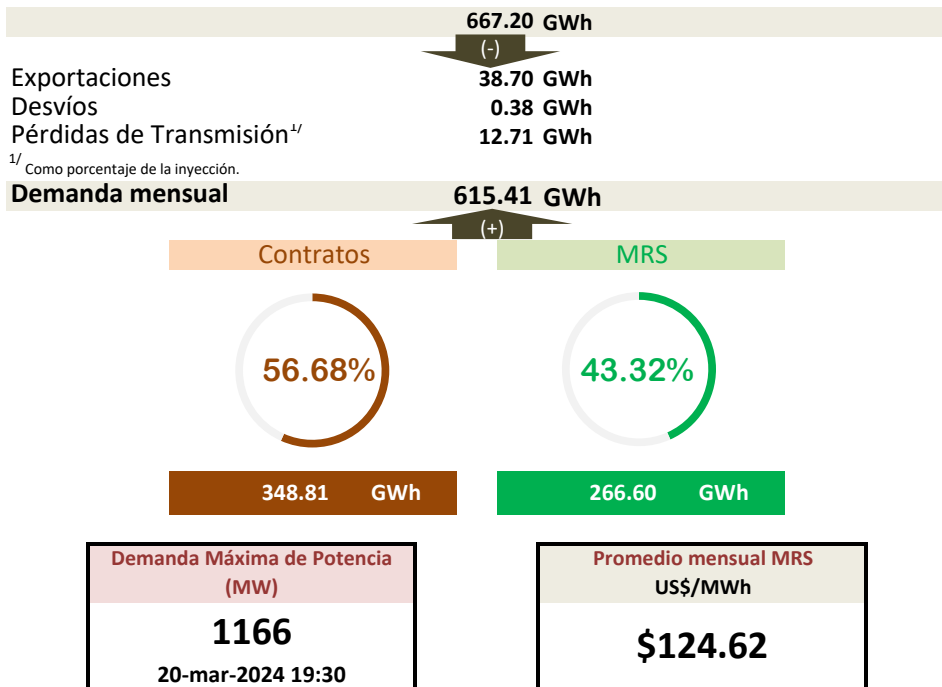 667.20 GWh
(-)
Exportaciones 38.70 GWh
Desvíos 0.38 GWh
Pérdidas de Transmisión 1/ 12.71 GWh
1/ Como porcentaje de la inyección.
Demanda mensual 615.41 GWh
(+)
Contratos MRS
56.68% 43.32%
348.81 GWh 266.60 GWh
Demanda Máxima de Potencia
(MW)
1166
20-mar-2024 19:30
Promedio mensual MRS
US$/MWh
$124.62